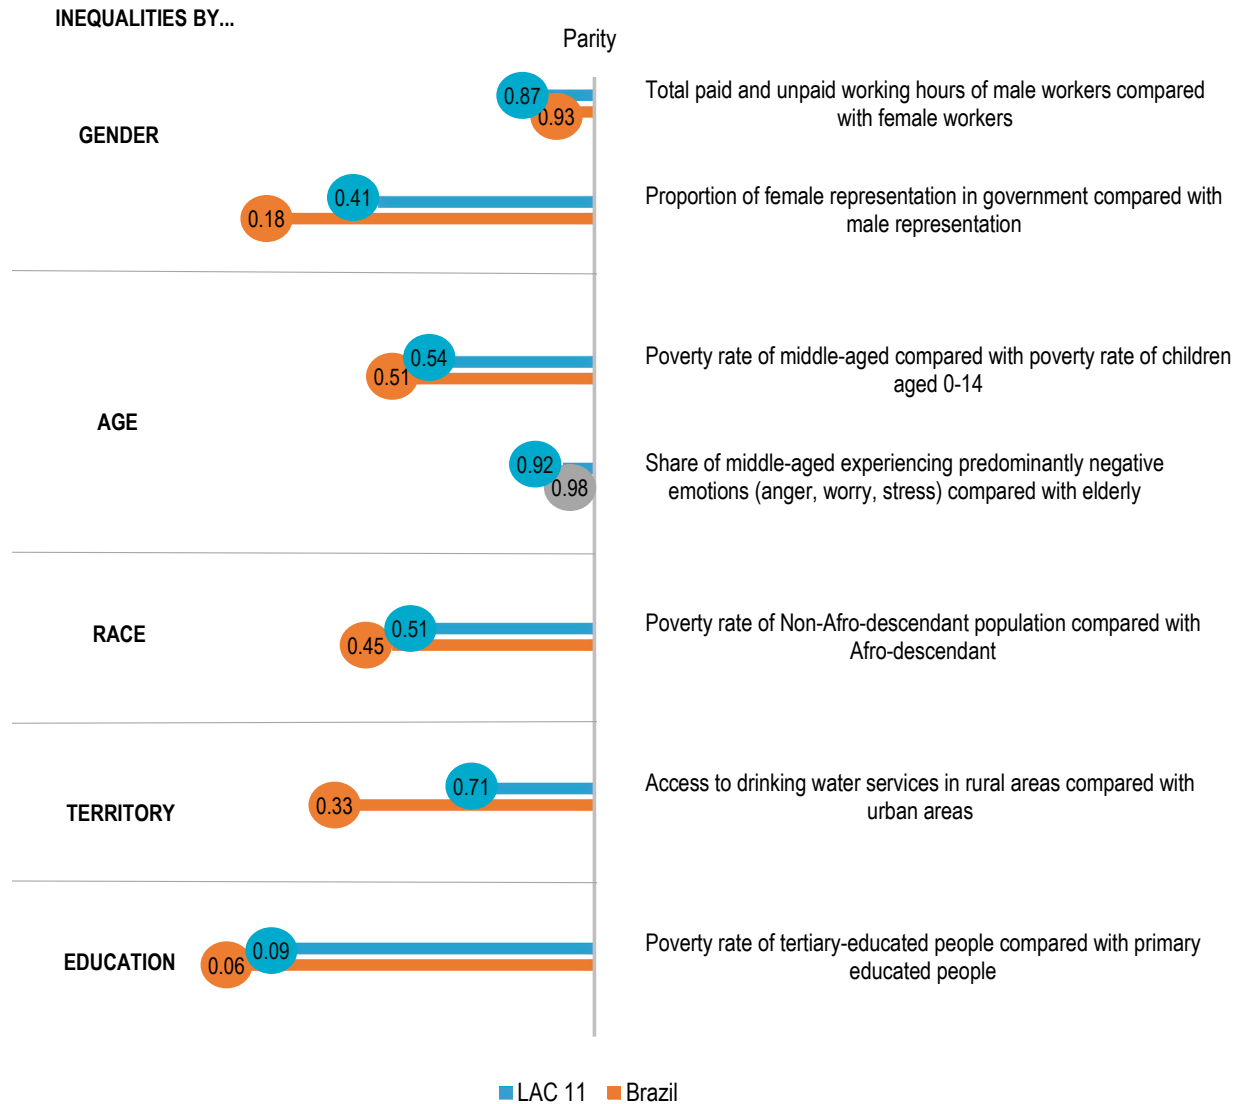 INEQUALITIES BY...
Parity
GENDER
0.87
0.93
Total paid and unpaid working hours of male workers compared
with female workers
0.41
0.18
Proportion of female representation in government compared with
male representation
AGE
0.54
0.51
Poverty rate of middle-aged compared with poverty rate of children
aged 0-14
0.92
0.98
Share of middle-aged experiencing predominantly negative
emotions (anger, worry, stress) compared with elderly
RACE
0.51
0.45
Poverty rate of Non-Afro-descendant population compared with
Afro-descendant
TERRITORY
0.71
0.33
Access to drinking water services in rural areas compared with
urban areas
EDUCATION
0.09
0.06
Poverty rate of tertiary-educated people compared with primary
educated people
LAC 11
Brazil